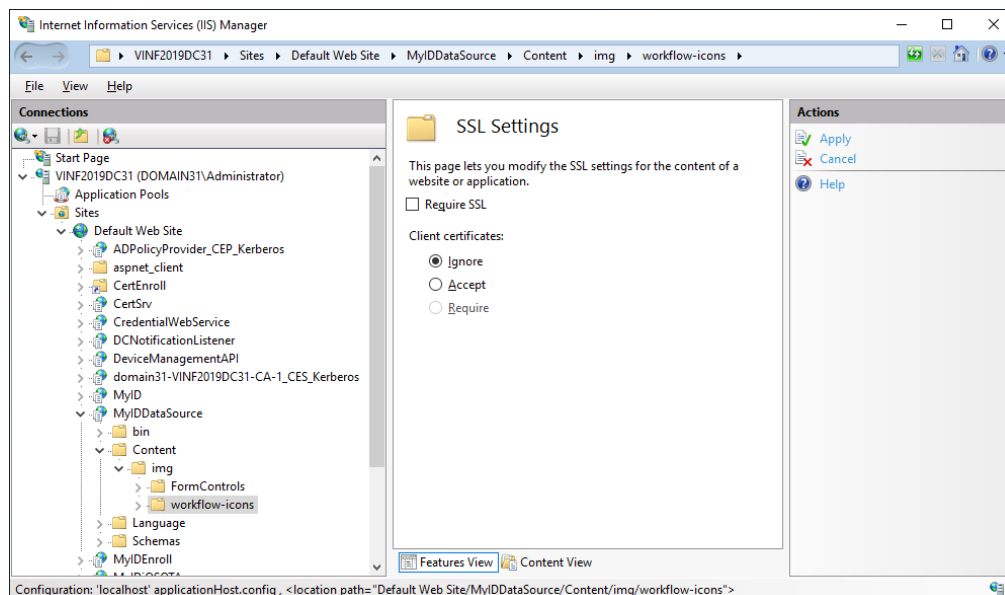 Internet Information Services (IIS) Manager
VINF2019DC31 Sites Default Web Site MyIDDataSource Content img workflow-icons
File View Help
Connections
Start Page
VINF2019DC31 (DOMAIN31\Administrator)
Application Pools
Sites
Default Web Site
ADPolicyProvider_CEP_Kerberos
aspnet_client
CertEnroll
CertSrv
CredentialWebService
DCNotificationListener
DeviceManagementAPI
domain31-VINF2019DC31-CA-1_CES_Kerberos
MyID
MyIDDataSource
bin
Content
img
FormControls
workflow-icons
Language
Schemas
MyIDEnroll
SSL Settings
This page lets you modify the SSL settings for the content of a
website or application.
Require SSL
Client certificates:
Ignore
Accept
Require
Features View Content View
Actions
Apply
Cancel
Help
Configuration: 'localhost' applicationHost.config , <location path="Default Web Site/MyIDDataSource/Content/img/workflow-icons">